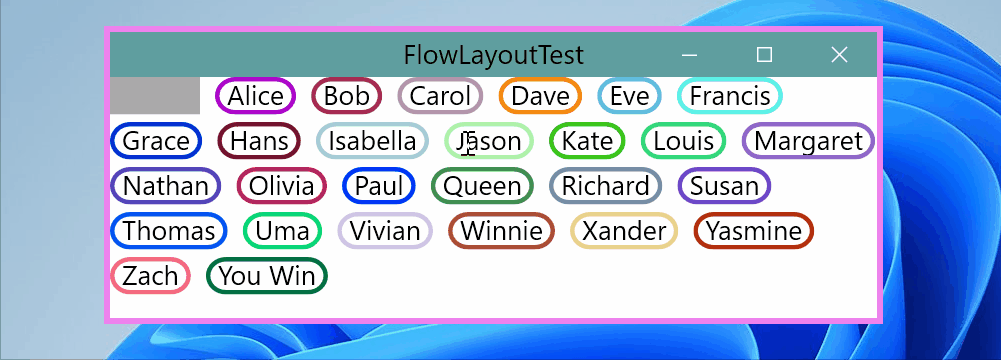 FlowLayoutTest
Alice Bob Carol Dave Eve Francis
Grace Hans Isabella Jason Kate Louis Margaret
Nathan Olivia Paul Queen Richard Susan
Thomas Uma Vivian Winnie Xander Yasmine
Zach You Win